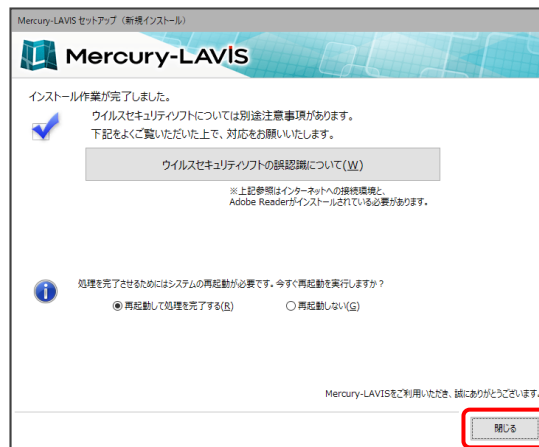 Mercury-LAVIS セットアップ（新規インストール）
Mercury-LAVIS
インストール作業が完了しました。
ウイルスセキュリティソフトについては別途注意事項があります。
下記をよくご覧いただいた上で、対応をお願いいたします。
ウイルスセキュリティソフトの誤認識について(W)
※上記参照はインターネットへの接続環境と、
Adobe Readerがインストールされている必要があります。
処理を完了させるためにはシステムの再起動が必要です。今すぐ再起動を実行しますか？
再起動して処理を完了する(R) 再起動しない(G)
Mercury-LAVISをご利用いただき、誠にありがとうございます。
閉じる